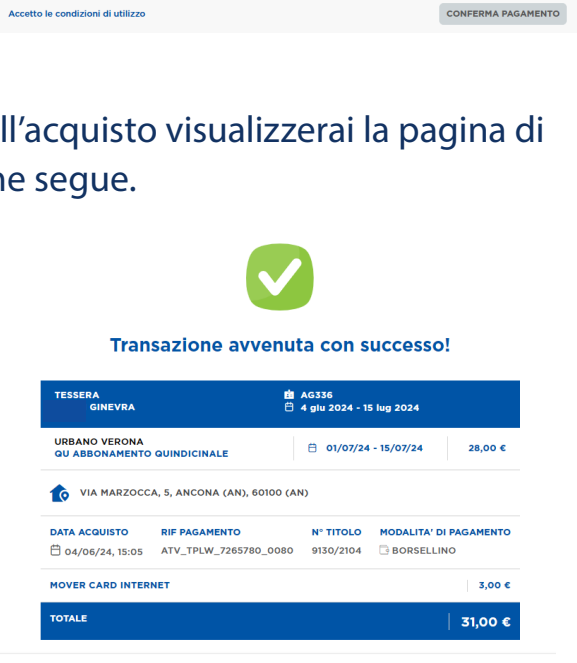 Accetto le condizioni di utilizzo CONFERMA PAGAMENTO
ll'acquisto visualizzerai la pagina di
ne segue.
Transazione avvenuta con successo!
TESSERA AG336
GINEVRA 4 giu 2024 - 15 lug 2024
URBANO VERONA
QU ABBONAMENTO QUINDICINALE 01/07/24 - 15/07/24 28,00 €
VIA MARZOCCA, 5, ANCONA (AN), 60100 (AN)
DATA ACQUISTO RIF PAGAMENTO N° TITOLO MODALITA' DI PAGAMENTO
04/06/24, 15:05 ATV_TPLW_7265780_0080 9130/2104 BORSELLINO
MOVER CARD INTERNET 3,00 €
TOTALE 31,00 €